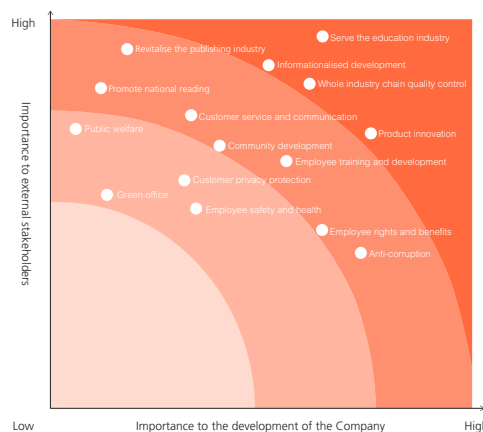 High
Serve the education industry
Revitalise the publishing industry
Informationalised development
Whole industry chain quality control
Promote national reading
Customer service and communication
Public welfare
Product innovation
Community development
Employee training and development
Customer privacy protection
Green office
Employee safety and health
Employee rights and benefits
Anti-corruption
Importance to external stakeholders
Low
Importance to the development of the Company
High